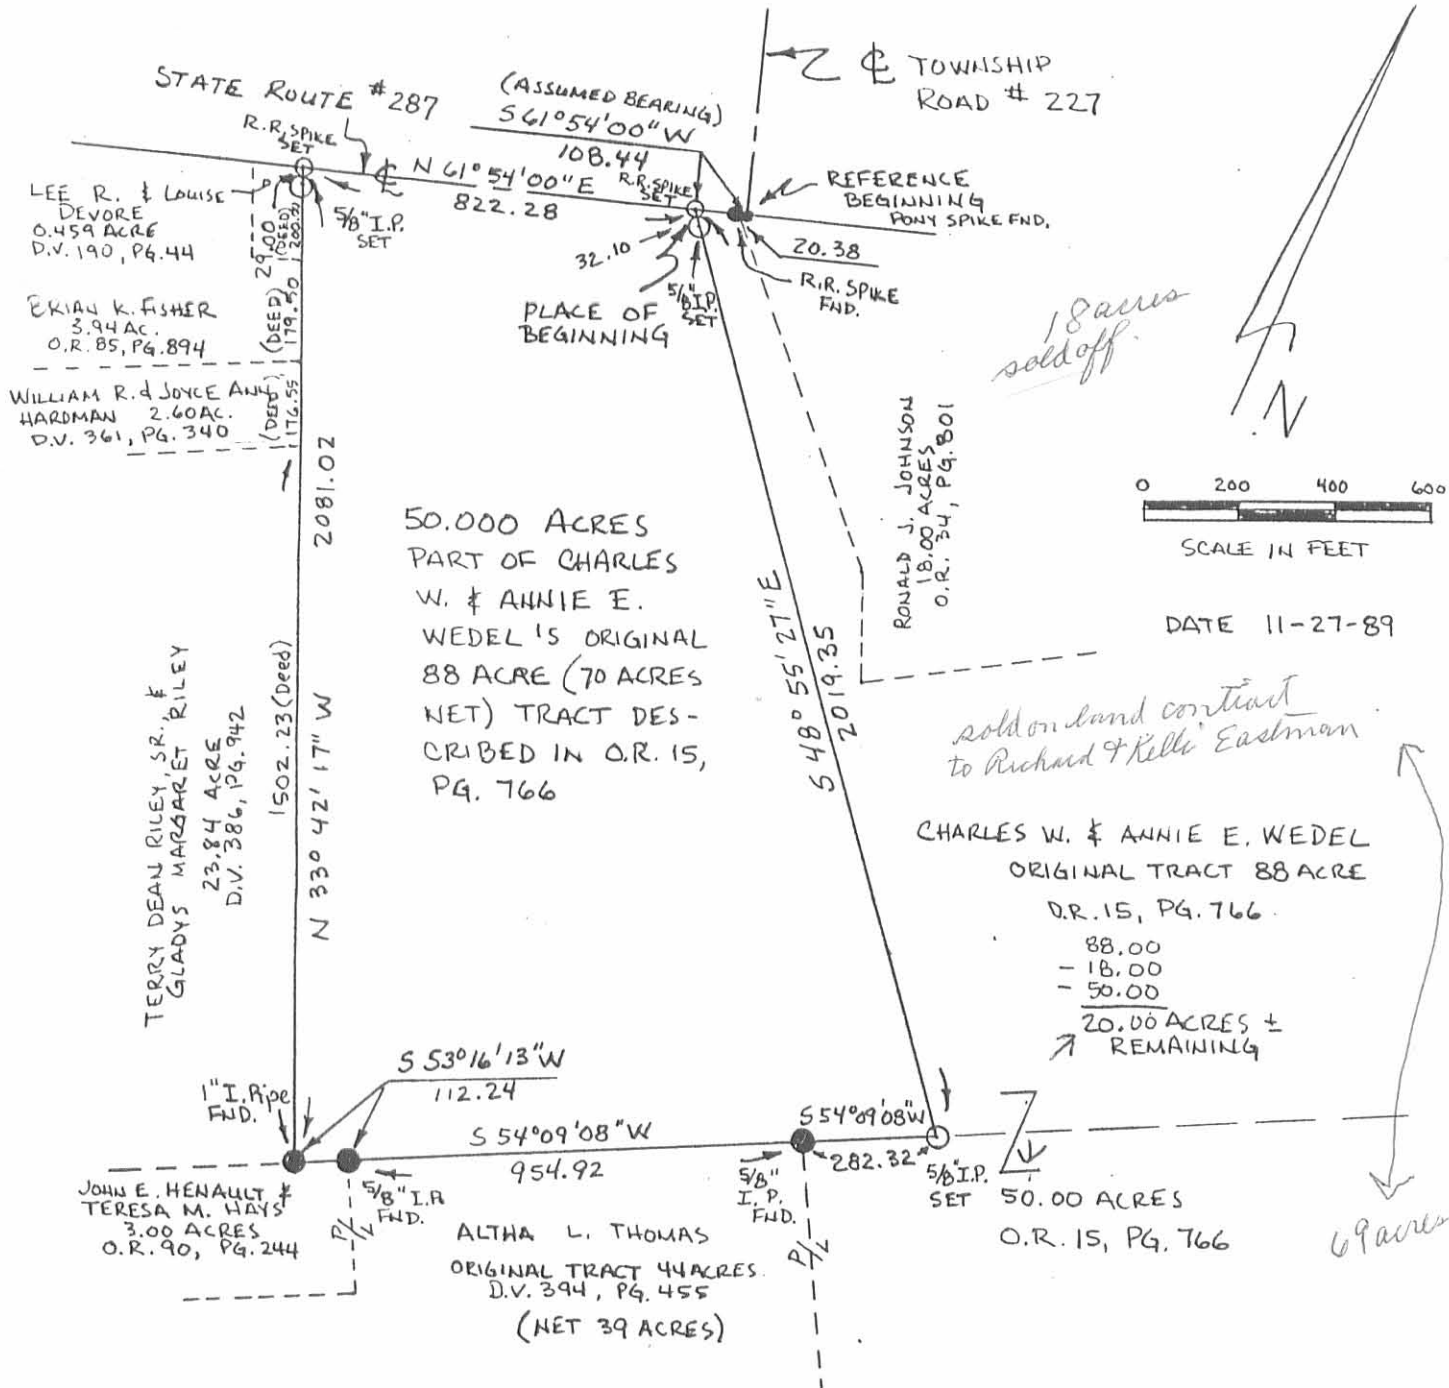 STATE ROUTE #287
(ASSUMED BEARING)
S 61° 54' 00" W
108.44
℄ TOWNSHIP
ROAD # 227
R.R. SPIKE
SET
℄
N 61° 54' 00" E
822.28
R.R. SPIKE
SET
REFERENCE
BEGINNING
PONY SPIKE FND.
LEE R. & LOUISE
DEVORE
0.459 ACRE
D.V. 190, PG. 44
5/8" I.P.
SET
29.00
(DEED)
200.20
(DEED)
32.10
20.38
R.R. SPIKE
FND.
PLACE OF
BEGINNING
5/8" I.P.
SET
BRIAN K. FISHER
3.94 AC.
O.R. 85, PG. 894
(DEED)
179.50
18 acres
sold off.
WILLIAM R. & JOYCE ANN
HARDMAN 2.60 AC.
D.V. 361, PG. 340
(DEED)
176.55
N
RONALD J. JOHNSON
18.00 ACRES
O.R. 34, PG. 801
0 200 400 600
SCALE IN FEET
DATE 11-27-89
2081.02
50.000 ACRES
PART OF CHARLES
W. & ANNIE E.
WEDEL'S ORIGINAL
88 ACRE (70 ACRES
NET) TRACT DES-
CRIBED IN O.R. 15,
PG. 766
S 48° 55' 27" E
2019.35
TERRY DEAN RILEY, SR., &
GLADYS MARGARET RILEY
23.84 ACRE
D.V. 386, PG. 942
1502.23 (Deed)
N 33° 42' 17" W
sold on land contract
to Richard & Kelli Eastman
CHARLES W. & ANNIE E. WEDEL
ORIGINAL TRACT 88 ACRE
O.R. 15, PG. 766
88.00
- 18.00
- 50.00
20.00 ACRES ±
REMAINING
S 53° 16' 13" W
112.24
1" I. Pipe
FND.
S 54° 09' 08" W
954.92
S 54° 09' 08" W
282.32
JOHN E. HENAULT &
TERESA M. HAYS
3.00 ACRES
O.R. 90, PG. 244
5/8" I.P.
FND.
P/L
5/8"
I. P.
FND.
P/L
5/8" I.P.
SET
50.00 ACRES
O.R. 15, PG. 766
69 acres
ALTHA L. THOMAS
ORIGINAL TRACT 44 ACRES
D.V. 394, PG. 455
(NET 39 ACRES)